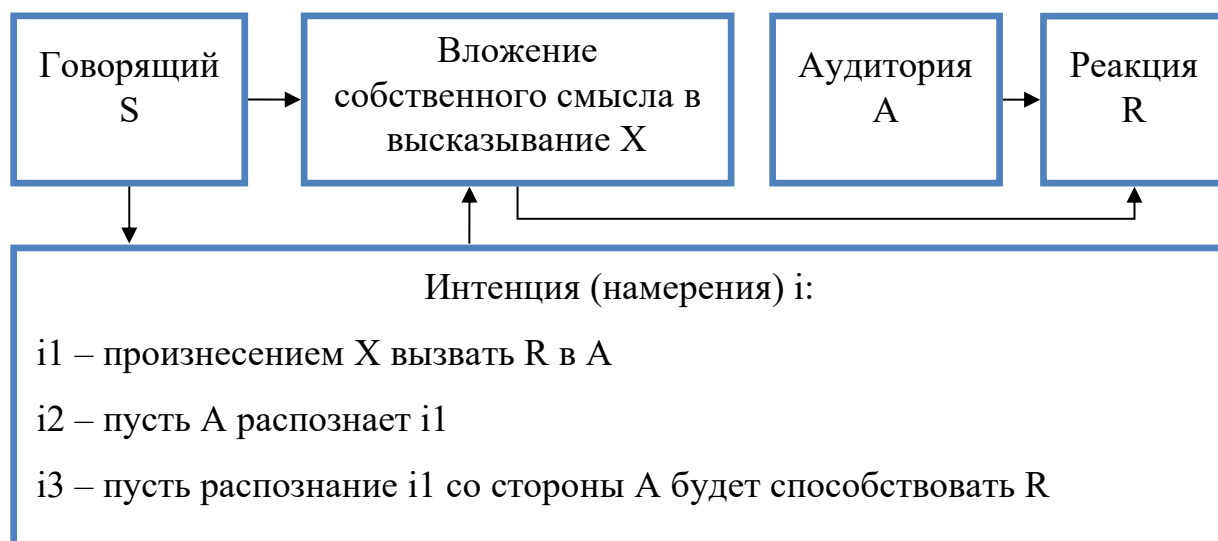 Говорящий
S
Вложение
собственного смысла в
высказывание X
Аудитория
A
Реакция
R
Интенция (намерения) i:
i1 – произнесением X вызвать R в A
i2 – пусть A распознает i1
i3 – пусть распознание i1 со стороны A будет способствовать R